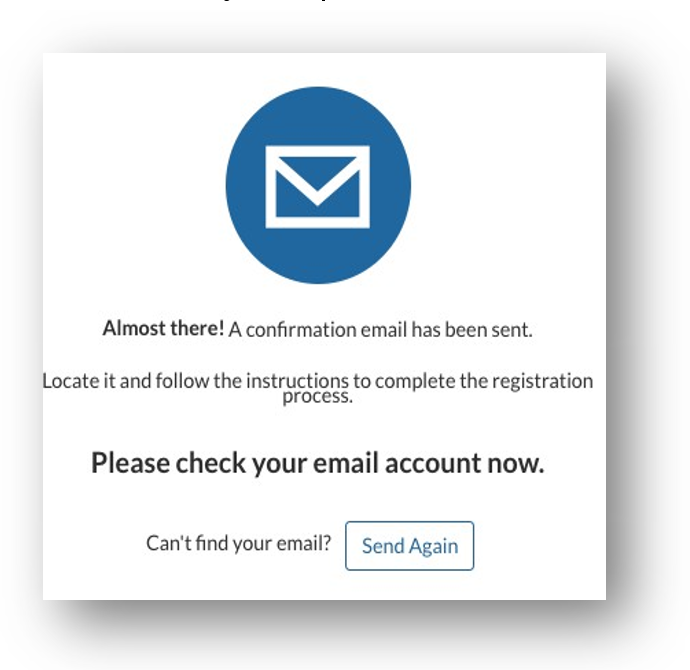 Almost there! A confirmation email has been sent.
Locate it and follow the instructions to complete the registration
process.
Please check your email account now.
Can't find your email? Send Again